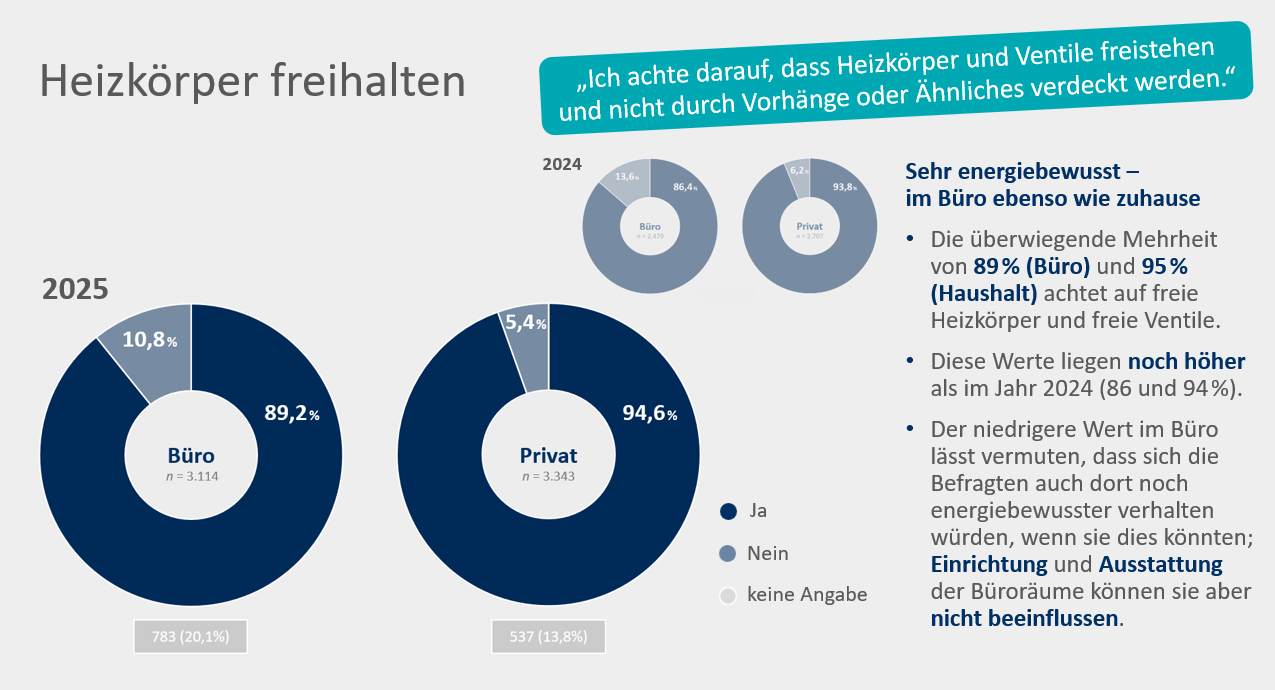 Heizkörper freihalten
„Ich achte darauf, dass Heizkörper und Ventile freistehen
und nicht durch Vorhänge oder Ähnliches verdeckt werden.“
2024
13,6%
86,4%
Büro
n = 2.479
6,2%
93,8%
Privat
n = 2.707
2025
10,8%
89,2%
Büro
n = 3.114
783 (20,1%)
5,4%
94,6%
Privat
n = 3.343
537 (13,8%)
Ja
Nein
keine Angabe
Sehr energiebewusst –
im Büro ebenso wie zuhause
• Die überwiegende Mehrheit
von 89% (Büro) und 95%
(Haushalt) achtet auf freie
Heizkörper und freie Ventile.
• Diese Werte liegen noch höher
als im Jahr 2024 (86 und 94%).
• Der niedrigere Wert im Büro
lässt vermuten, dass sich die
Befragten auch dort noch
energiebewusster verhalten
würden, wenn sie dies könnten;
Einrichtung und Ausstattung
der Büroräume können sie aber
nicht beeinflussen.